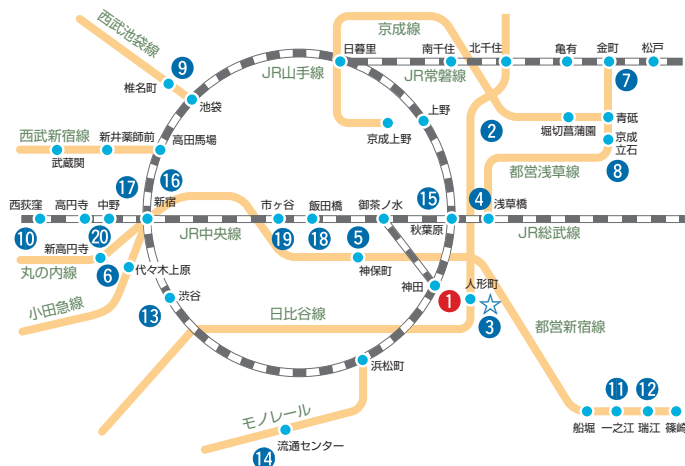 西武池袋線
京成線
日暮里
南千住
北千住
亀有
金町
松戸
9
JR山手線
JR常磐線
7
椎名町
池袋
上野
京成上野
2
堀切菖蒲園
青砥
京成
立石
西武新宿線
新井薬師前
高田馬場
武蔵関
都営浅草線
8
17
16
15
4
西荻窪
高円寺
中野
新宿
市ヶ谷
飯田橋
御茶ノ水
秋葉原
浅草橋
10
20
JR中央線
19
18
5
JR総武線
新高円寺
丸の内線
6
代々木上原
神保町
神田
1
人形町
☆
小田急線
13
渋谷
日比谷線
3
都営新宿線
浜松町
モノレール
11
12
流通センター
14
船堀
一之江
瑞江
篠崎